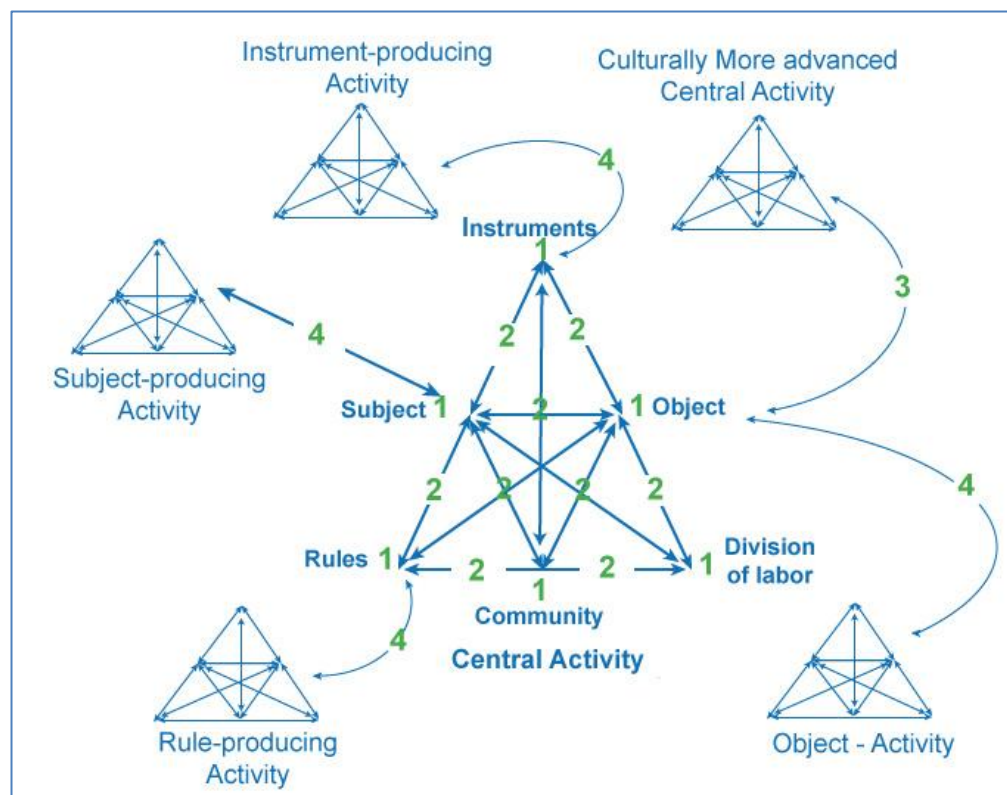 Instrument-producing
Activity
Culturally More advanced
Central Activity
4
Instruments
1
3
Subject-producing
Activity
4
2
2
Subject 1
2
1 Object
4
2
2
2
2
Rules 1
2
2
1 Division
of labor
1
Community
4
Central Activity
Rule-producing
Activity
Object - Activity